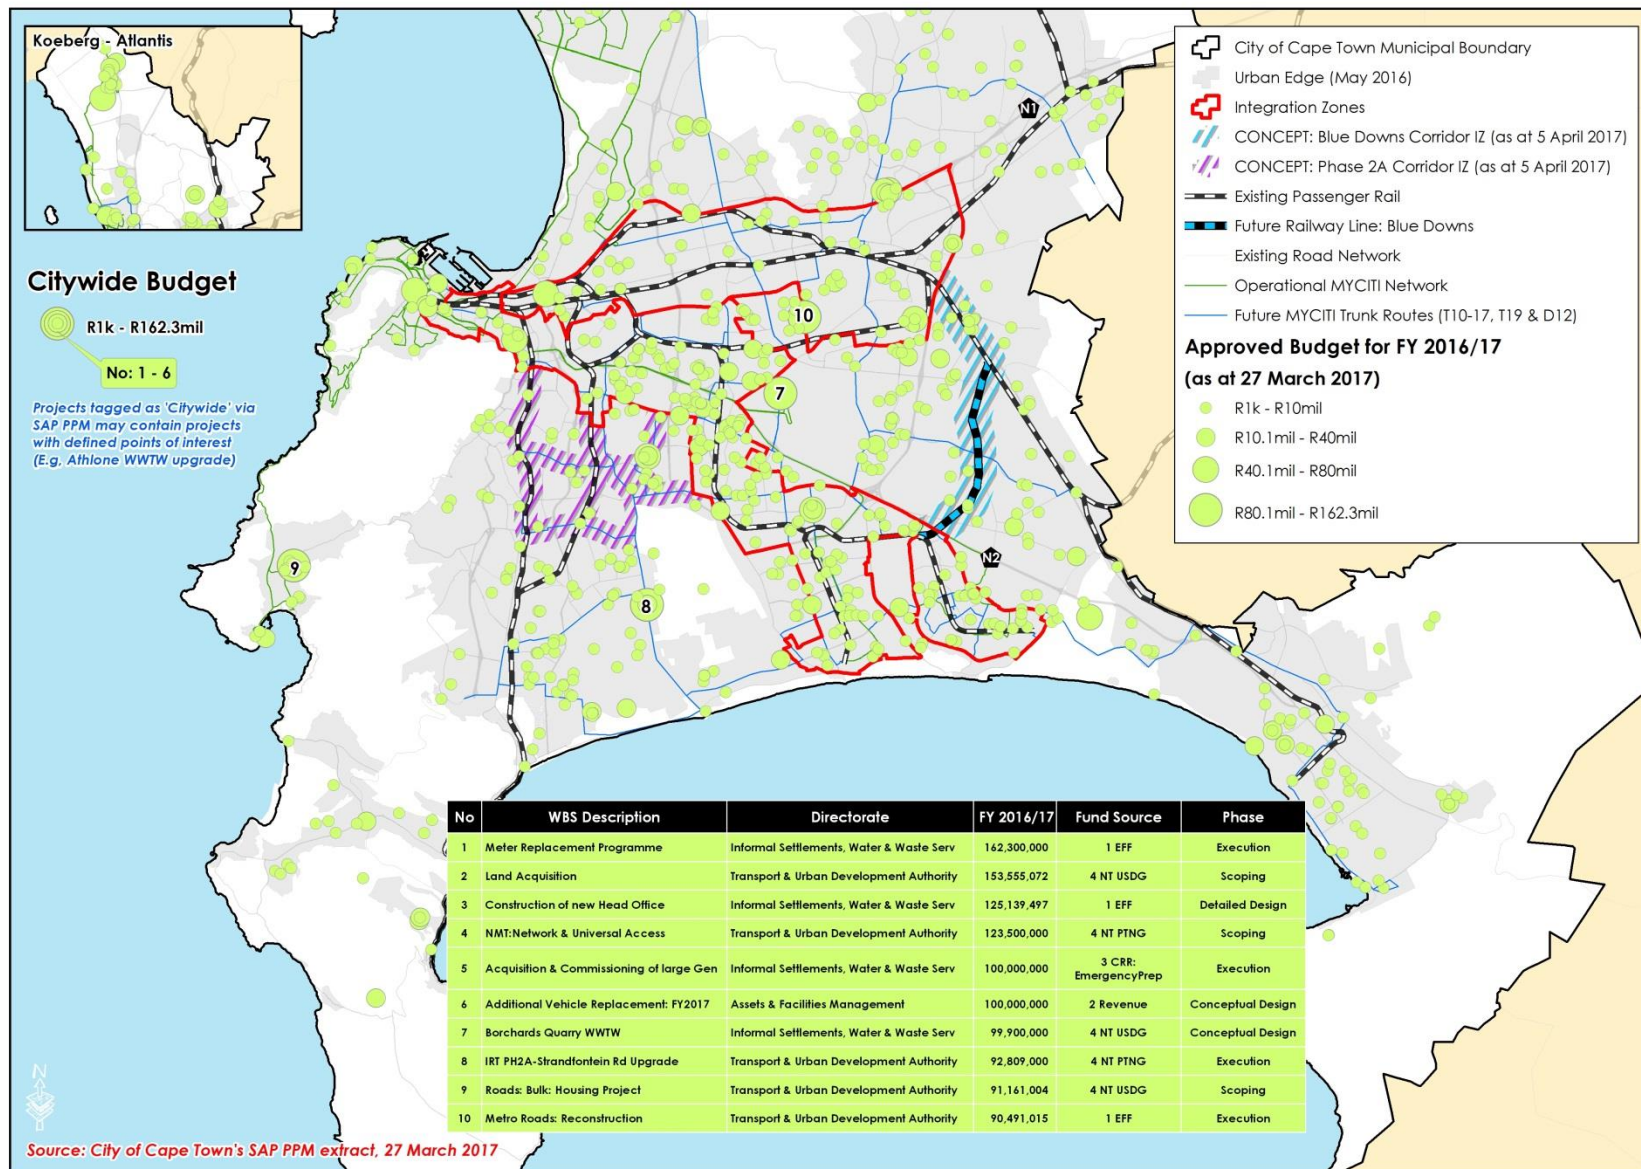 Koeberg - Atlantis
Citywide Budget
R1k - R162.3mil
No: 1 - 6
Projects tagged as 'Citywide' via
SAP PPM may contain projects
with defined points of interest
(E.g, Athlone WWTW upgrade)
City of Cape Town Municipal Boundary
Urban Edge (May 2016)
Integration Zones
CONCEPT: Blue Downs Corridor IZ (as at 5 April 2017)
CONCEPT: Phase 2A Corridor IZ (as at 5 April 2017)
Existing Passenger Rail
Future Railway Line: Blue Downs
Existing Road Network
Operational MYCITI Network
Future MYCITI Trunk Routes (T10-17, T19 & D12)
Approved Budget for FY 2016/17
(as at 27 March 2017)
R1k - R10mil
R10.1mil - R40mil
R40.1mil - R80mil
R80.1mil - R162.3mil
N1
10
7
N2
9
8
No WBS Description Directorate FY 2016/17 Fund Source Phase
1 Meter Replacement Programme Informal Settlements, Water & Waste Serv 162,300,000 1 EFF Execution
2 Land Acquisition Transport & Urban Development Authority 153,555,072 4 NT USDG Scoping
3 Construction of new Head Office Informal Settlements, Water & Waste Serv 125,139,497 1 EFF Detailed Design
4 NMT:Network & Universal Access Transport & Urban Development Authority 123,500,000 4 NT PTNG Scoping
5 Acquisition & Commissioning of large Gen Informal Settlements, Water & Waste Serv 100,000,000 3 CRR: EmergencyPrep Execution
6 Additional Vehicle Replacement: FY2017 Assets & Facilities Management 100,000,000 2 Revenue Conceptual Design
7 Borchards Quarry WWTW Informal Settlements, Water & Waste Serv 99,900,000 4 NT USDG Conceptual Design
8 IRT PH2A-Strandfontein Rd Upgrade Transport & Urban Development Authority 92,809,000 4 NT PTNG Execution
9 Roads: Bulk: Housing Project Transport & Urban Development Authority 91,161,004 4 NT USDG Scoping
10 Metro Roads: Reconstruction Transport & Urban Development Authority 90,491,015 1 EFF Execution
N
Source: City of Cape Town's SAP PPM extract, 27 March 2017